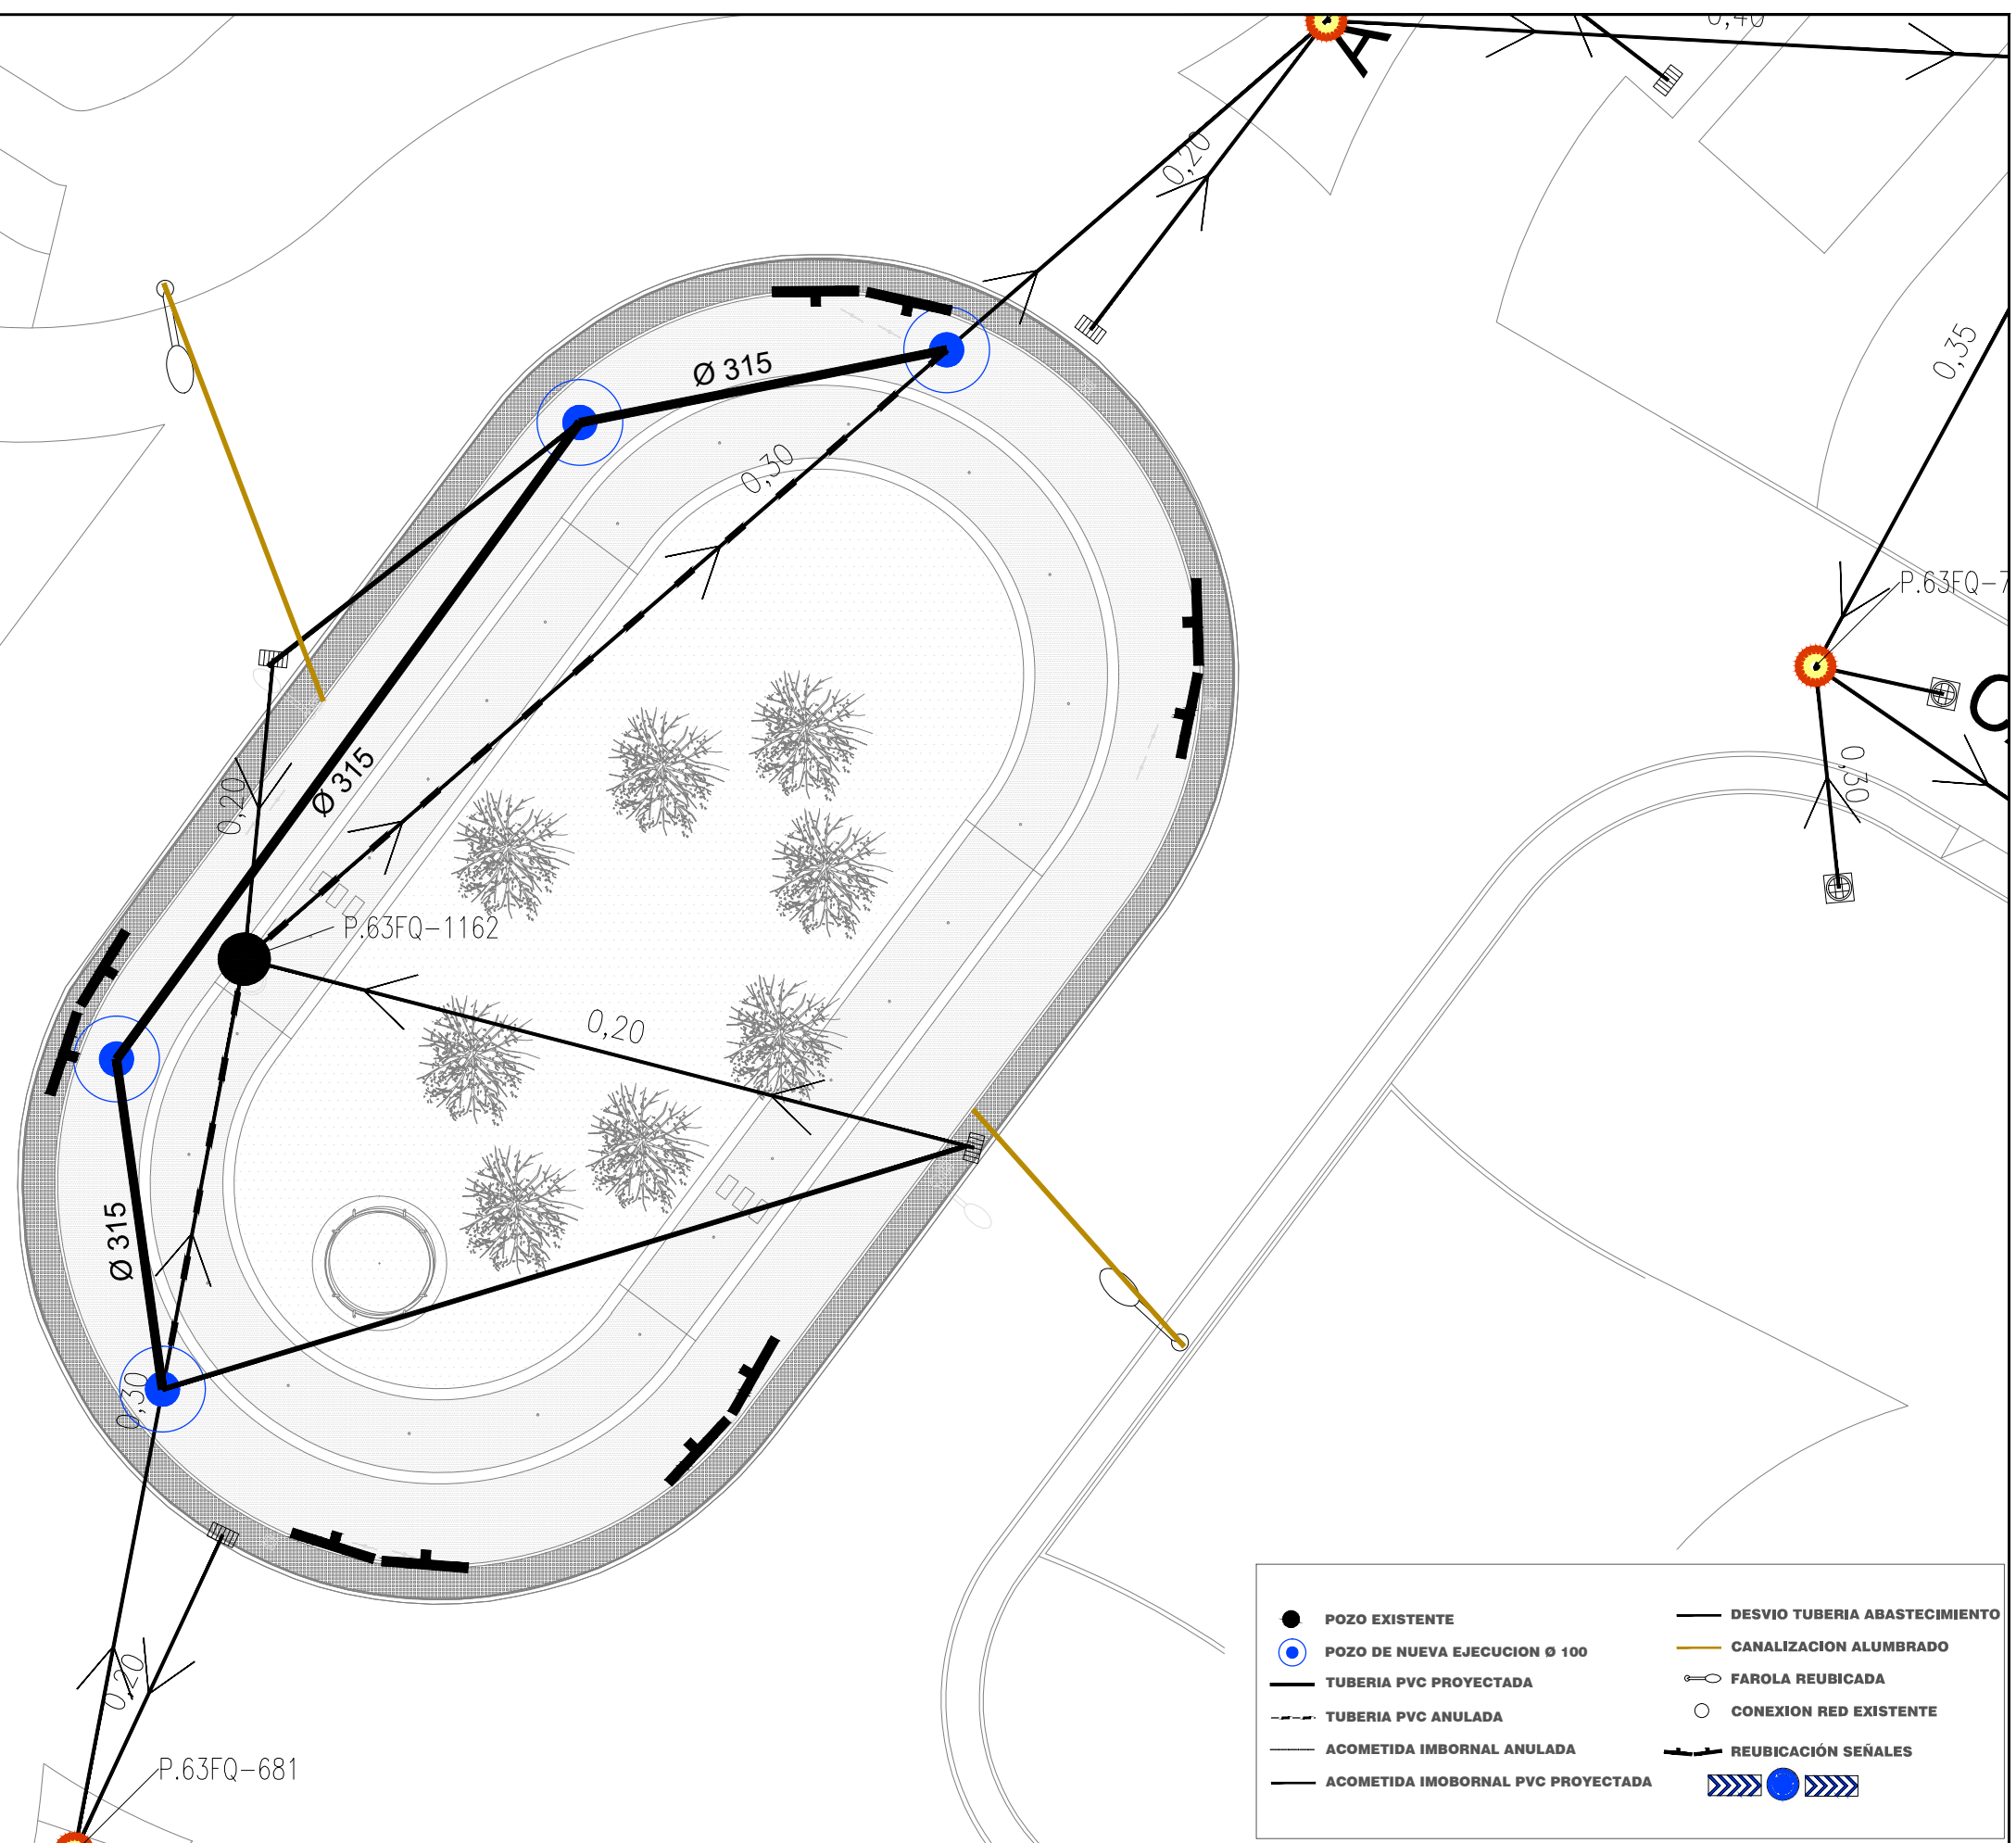 0,40
A
0,20
0,35
Ø 315
0,30
P.63FQ-7
Ø 315
0,20
0,30
P.63FQ-1162
0,20
Ø 315
0,30
0,20
P.63FQ-681
POZO EXISTENTE
POZO DE NUEVA EJECUCION Ø 100
TUBERIA PVC PROYECTADA
TUBERIA PVC ANULADA
ACOMETIDA IMBORNAL ANULADA
ACOMETIDA IMOBORNAL PVC PROYECTADA
DESVIO TUBERIA ABASTECIMIENTO
CANALIZACION ALUMBRADO
FAROLA REUBICADA
CONEXION RED EXISTENTE
REUBICACIÓN SEÑALES